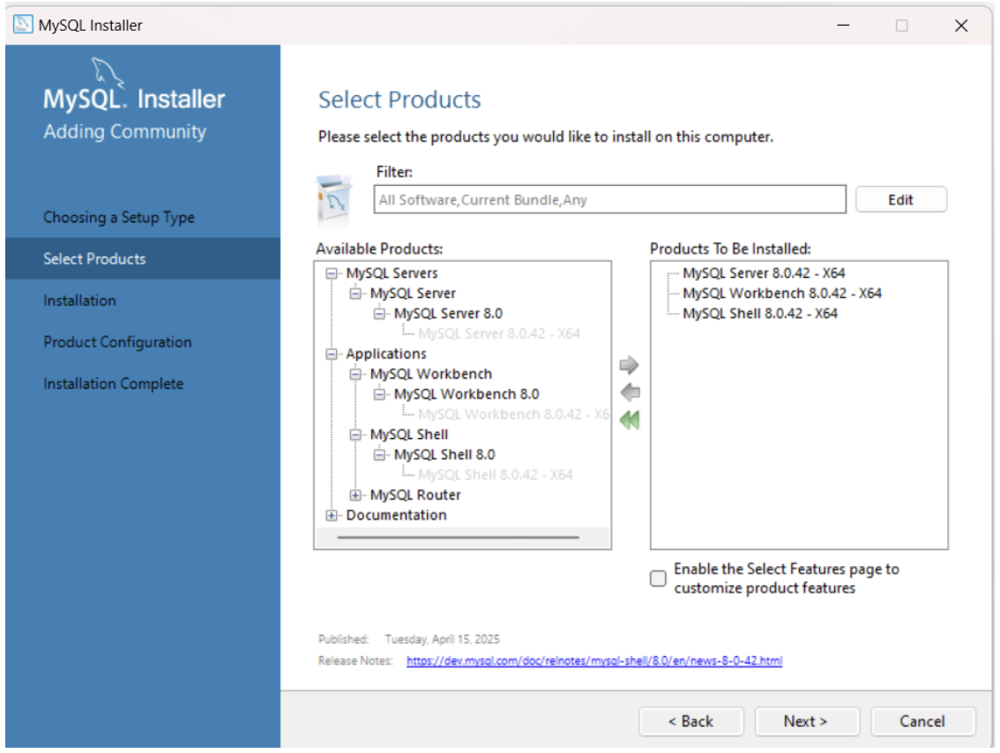 MySQL Installer
MySQL. Installer
Adding Community
Choosing a Setup Type
Select Products
Installation
Product Configuration
Installation Complete
Select Products
Please select the products you would like to install on this computer.
Filter:
All Software,Current Bundle,Any
Edit
Available Products:
MySQL Servers
MySQL Server
MySQL Server 8.0
MySQL Server 8.0.42 - X64
Applications
MySQL Workbench
MySQL Workbench 8.0
MySQL Workbench 8.0.42 - X6
MySQL Shell
MySQL Shell 8.0
MySQL Shell 8.0.42 - X64
MySQL Router
Documentation
Products To Be Installed:
MySQL Server 8.0.42 - X64
MySQL Workbench 8.0.42 - X64
MySQL Shell 8.0.42 - X64
Enable the Select Features page to
customize product features
Published: Tuesday, April 15, 2025
Release Notes: https://dev.mysql.com/doc/relnotes/mysql-shell/8.0/en/news-8-0-42.html
< Back
Next >
Cancel